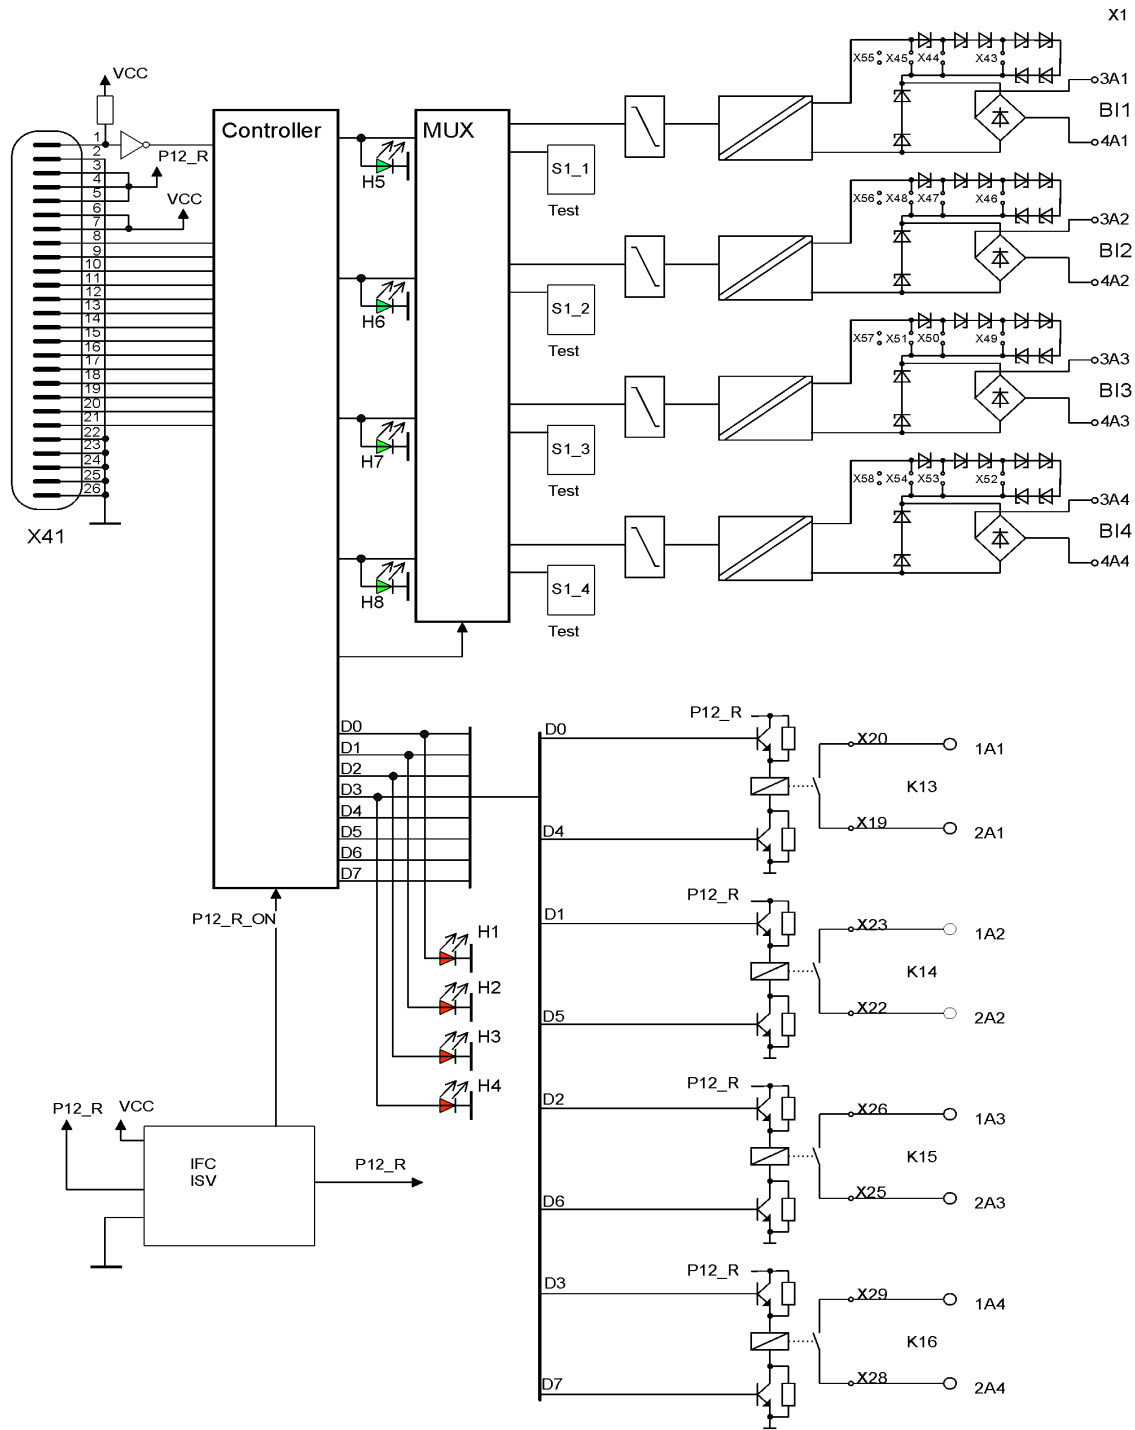 X1
VCC
Controller
MUX
1
2
3
4
5
6
7
8
9
10
11
12
13
14
15
16
17
18
19
20
21
22
23
24
25
26
X41
P12_R
VCC
H5
H6
H7
H8
S1_1
Test
S1_2
Test
S1_3
Test
S1_4
Test
X55 X45 X44 X43
3A1
BI1
4A1
X56 X48 X47 X46
3A2
BI2
4A2
X57 X51 X50 X49
3A3
BI3
4A3
X58 X54 X53 X52
3A4
BI4
4A4
D0
D1
D2
D3
D4
D5
D6
D7
P12_R_ON
H1
H2
H3
H4
P12_R VCC
IFC
ISV
P12_R
P12_R
D0
X20 1A1
K13
D4
X19 2A1
P12_R
D1
X23 1A2
K14
D5
X22 2A2
P12_R
D2
X26 1A3
K15
D6
X25 2A3
P12_R
D3
X29 1A4
K16
D7
X28 2A4